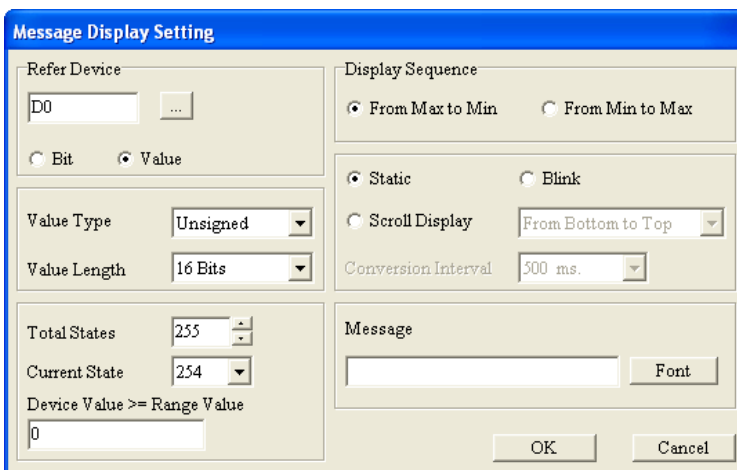 Message Display Setting
Refer Device
D0
...
Bit
Value
Value Type
Unsigned
Value Length
16 Bits
Total States
255
Current State
254
Device Value >= Range Value
0
Display Sequence
From Max to Min
From Min to Max
Static
Blink
Scroll Display
From Bottom to Top
Conversion Interval
500 ms.
Message
Font
OK
Cancel